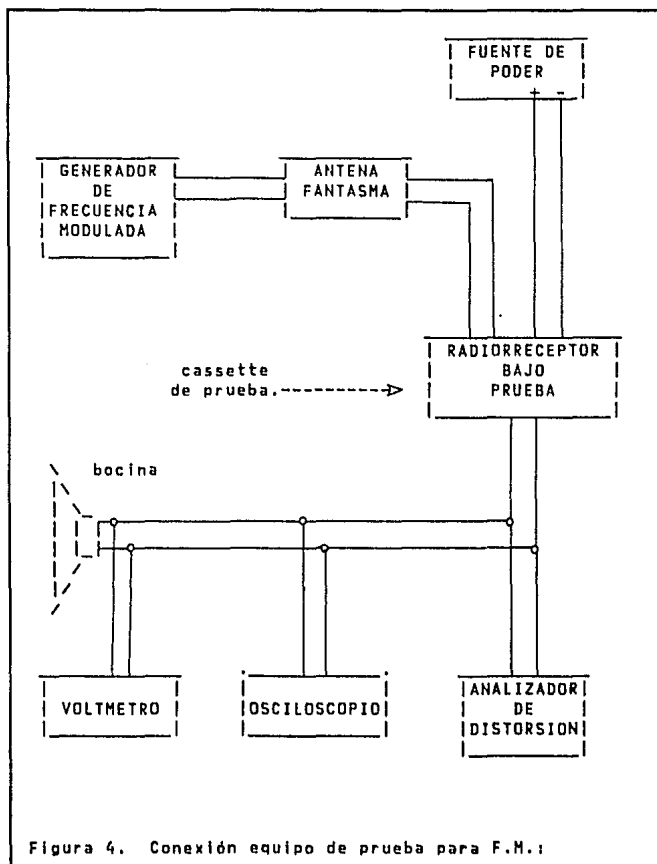 FUENTE DE
PODER
+ -
GENERADOR
DE
FRECUENCIA
MODULADA
ANTENA
FANTASMA
RADIORRECEPTOR
BAJO
PRUEBA
cassette
de prueba.
bocina
VOLTMETRO
OSCILOSCOPIO
ANALIZADOR
DE
DISTORSION
Figura 4. Conexión equipo de prueba para F.M.: